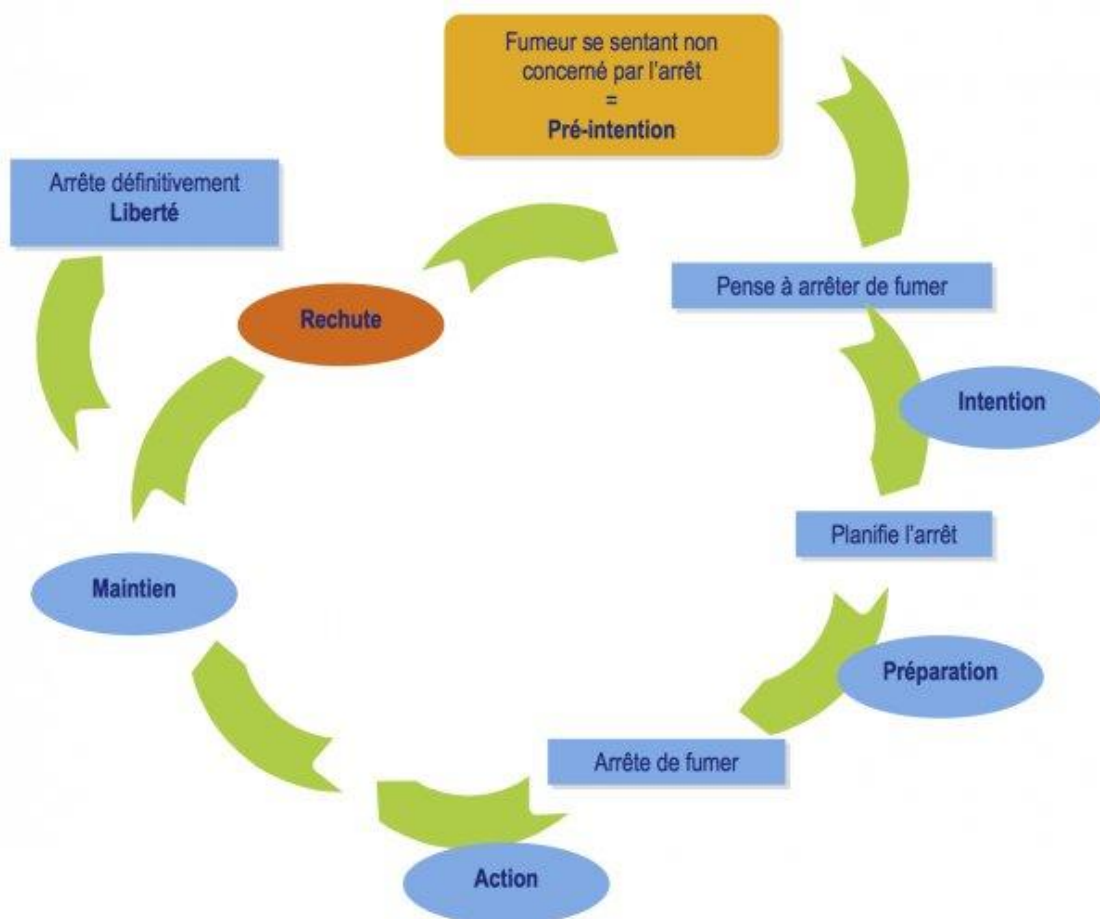 Fumeur se sentant non
concerné par l'arrêt
=
Pré-intention
Pense à arrêter de fumer
Intention
Planifie l'arrêt
Préparation
Arrête de fumer
Action
Maintien
Rechute
Arrête définitivement
Liberté